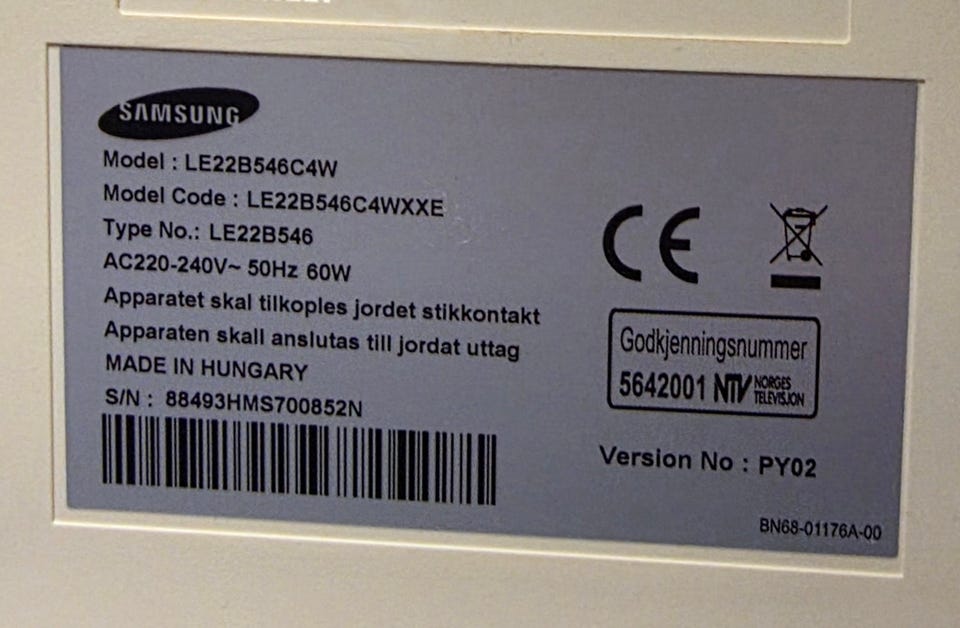 SAMSUNG
Model : LE22B546C4W
Model Code : LE22B546C4WXXE
Type No.: LE22B546
AC220-240V~ 50Hz 60W
Apparatet skal tilkoples jordet stikkontakt
Apparaten skall anslutas till jordat uttag
MADE IN HUNGARY
S/N : 88493HMS700852N
CE
Godkjenningsnummer
5642001 NTV NORGES
TELEVISJON
Version No : PY02
BN68-01176A-00